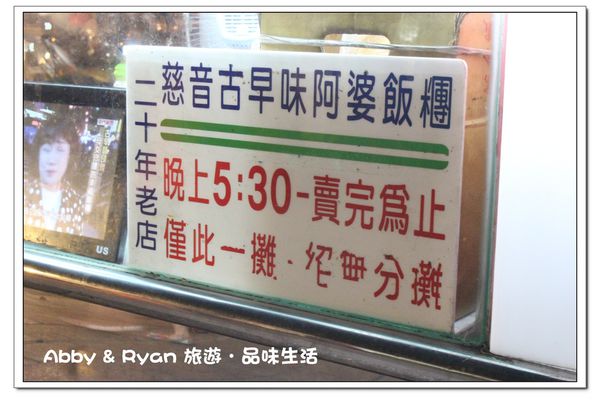 慈音古早味阿婆飯糰
二十年老店
晚上5:30-賣完為止
僅此一攤·絕無分攤
US
Abby & Ryan 旅遊·品味生活